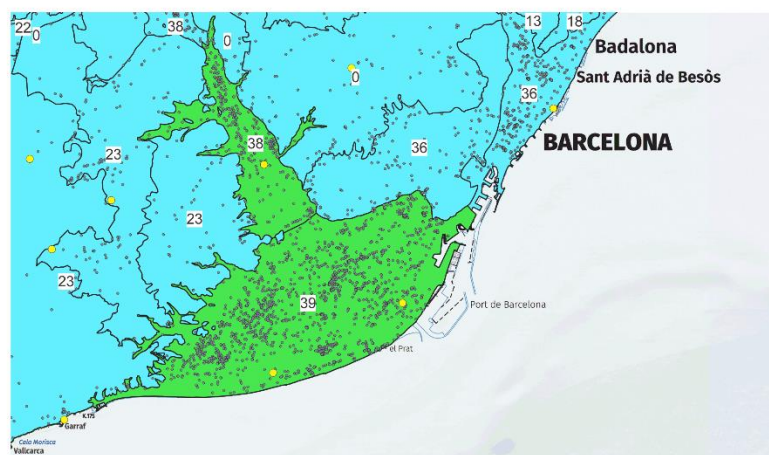 13
18
38
22
0
0
Badalona
0
Sant Adrià de Besòs
36
BARCELONA
38
36
23
23
23
39
Port de Barcelona
el Prat
K.175
Garraf
Cala Morisca
Vallcarca